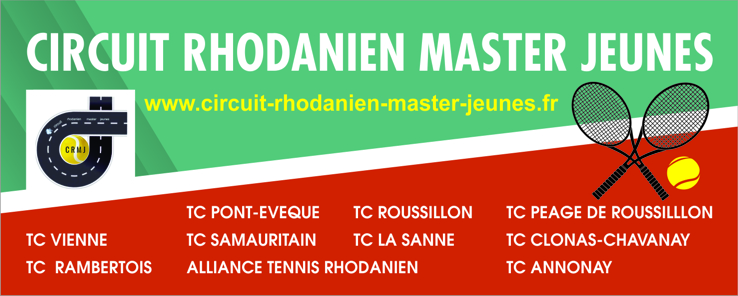 CIRCUIT RHODANIEN MASTER JEUNES
www.circuit-rhodanien-master-jeunes.fr
CRMJ
TC PONT-EVEQUE TC ROUSSILLON TC PEAGE DE ROUSSILLLON
TC VIENNE TC SAMAURITAIN TC LA SANNE TC CLONAS-CHAVANAY
TC RAMBERTOIS ALLIANCE TENNIS RHODANIEN TC ANNONAY